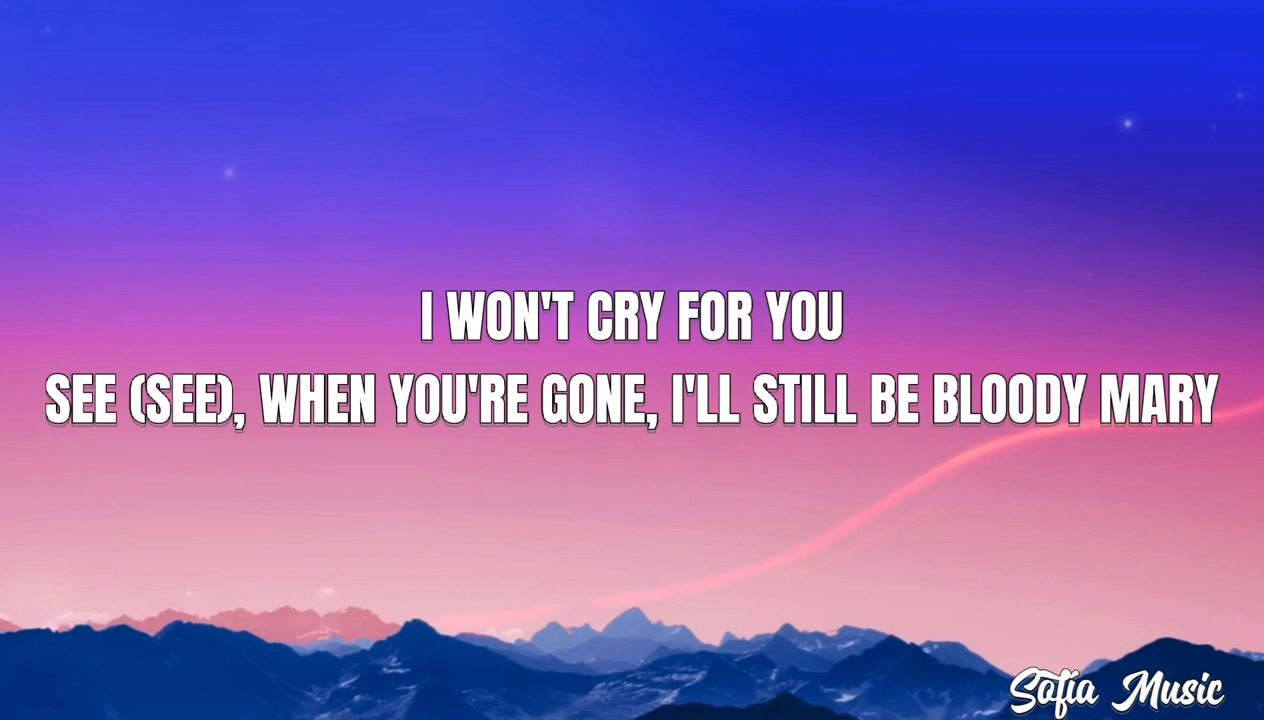 I WON'T CRY FOR YOU
SEE (SEE), WHEN YOU'RE GONE, I'LL STILL BE BLOODY MARY
Sofia Music